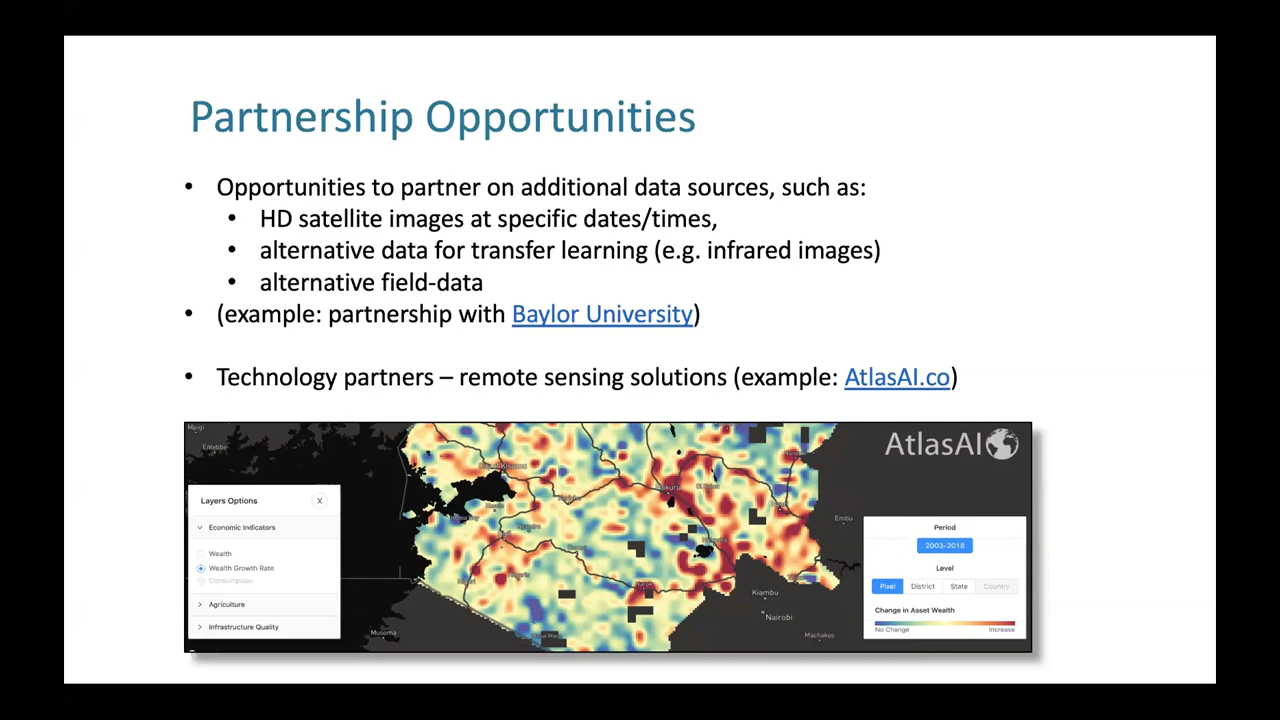 Partnership Opportunities
• Opportunities to partner on additional data sources, such as:
• HD satellite images at specific dates/times,
• alternative data for transfer learning (e.g. infrared images)
• alternative field-data
• (example: partnership with Baylor University)
• Technology partners – remote sensing solutions (example: AtlasAI.co)
AtlasAI
Entebbe
Layers Options
X
Economic Indicators
Wealth
Wealth Growth Rate
Consumption
Agriculture
Infrastructure Quality
Musoma
Nakuru
Embu
Kiambu
Nairobi
Machakos
Period
2003-2018
Level
Pixel District State Country
Change in Asset Wealth
No Change Increase